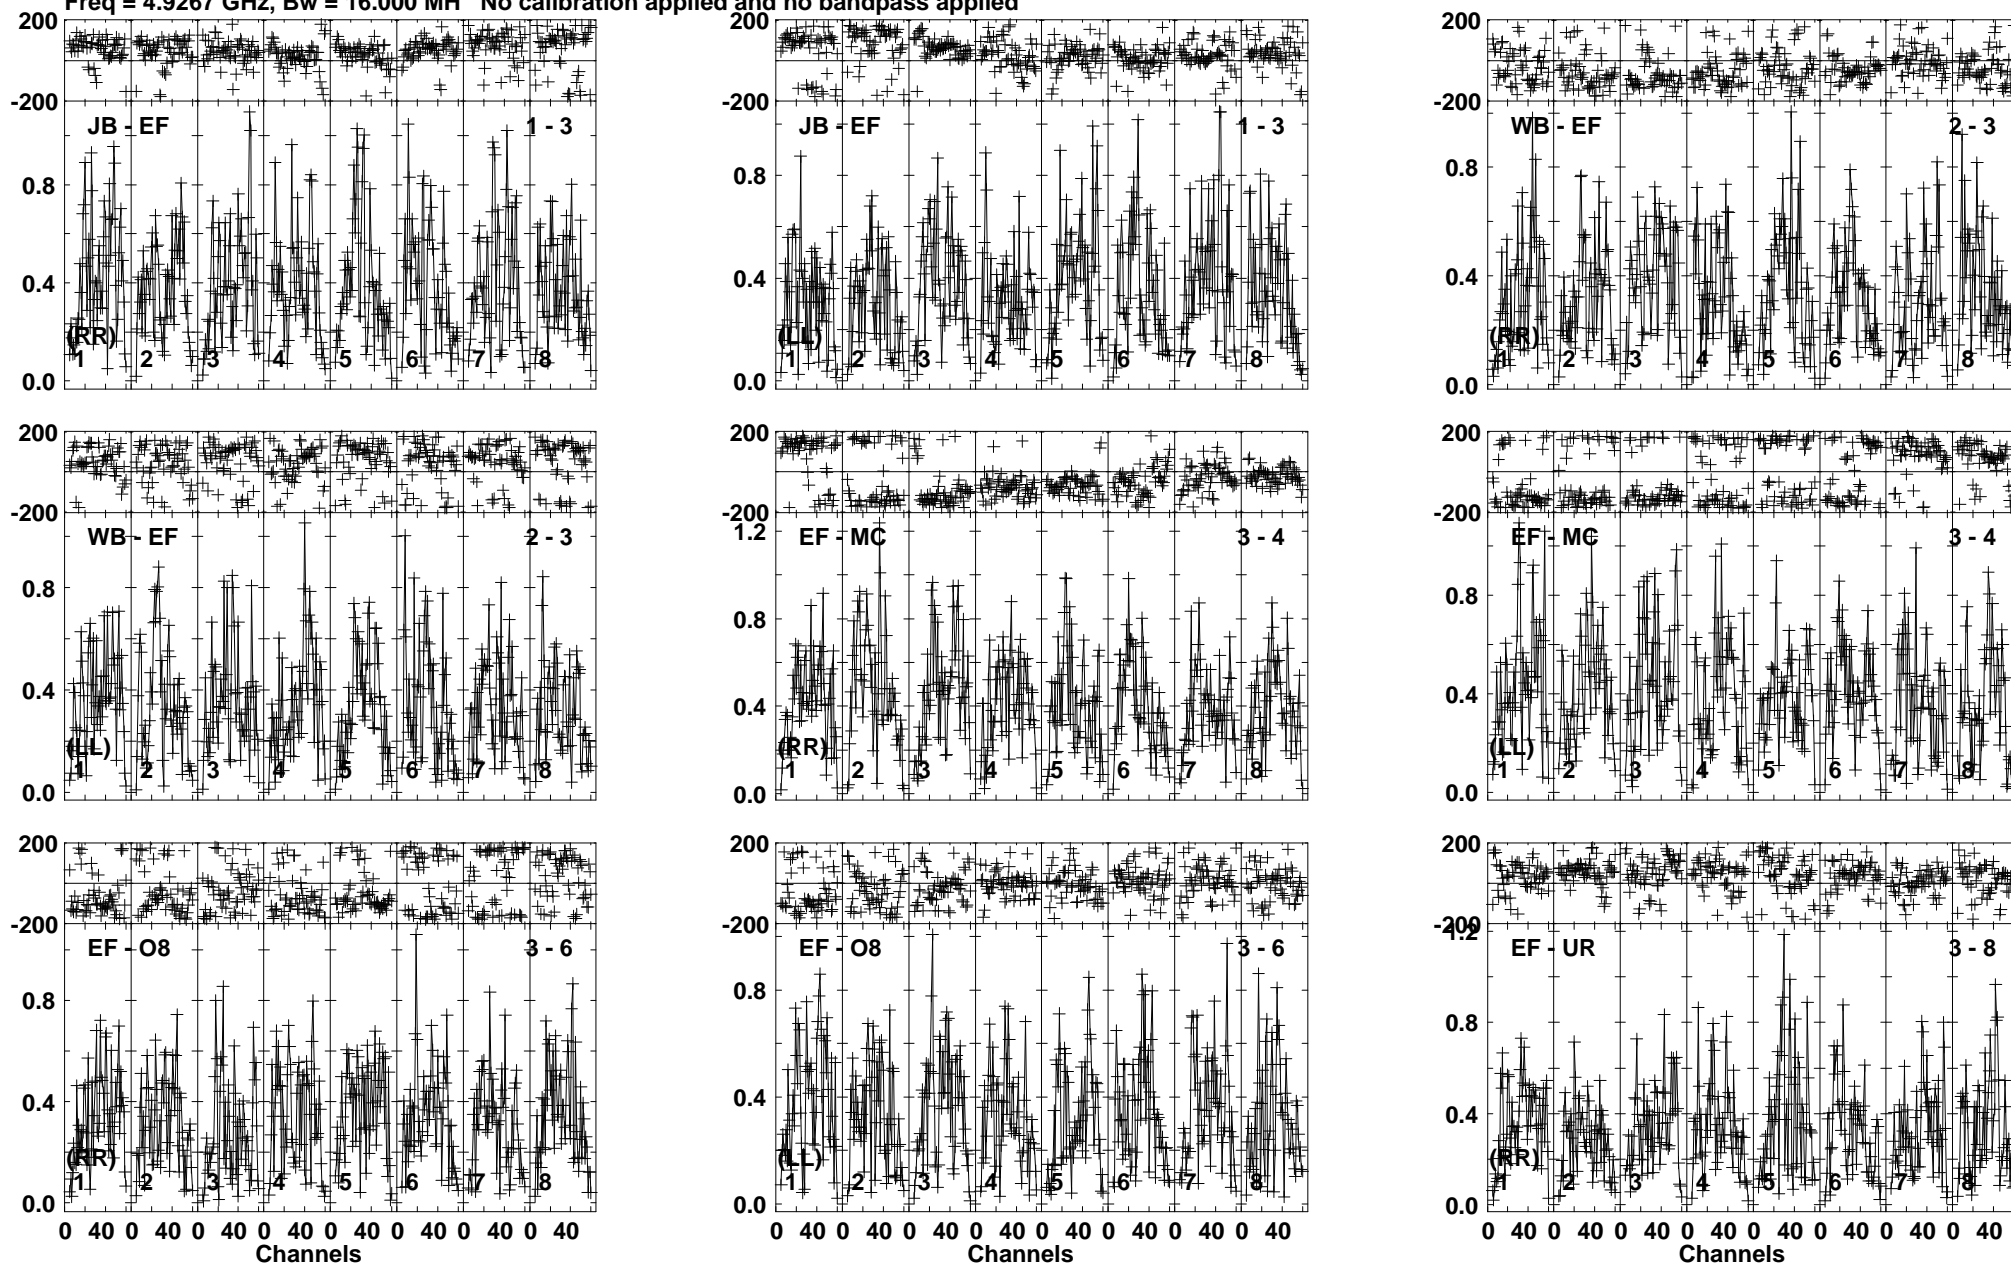 Freq = 4.9267 GHz, Bw = 16.000 MH No calibration applied and no bandpass applied
200 200 200
-200 -200 -200
JB - EF 1 - 3 JB - EF 1 - 3 WB - EF 2 - 3
0.8 0.8 0.8
0.4 0.4 0.4
(RR) (LL) (RR)
1 2 3 4 5 6 7 8 1 2 3 4 5 6 7 8 1 2 3 4 5 6 7 8
0.0 0.0 0.0
200 200 200
-200 -200 -200
WB - EF 2 - 3 EF - MC 3 - 4 EF - MC 3 - 4
1.2
0.8 0.8 0.8
0.4 0.4 0.4
(LL) (RR) (LL)
1 2 3 4 5 6 7 8 1 2 3 4 5 6 7 8 1 2 3 4 5 6 7 8
0.0 0.0 0.0
200 200 200
-200 -200 -200
1.2
EF - O8 3 - 6 EF - O8 3 - 6 EF - UR 3 - 8
0.8 0.8 0.8
0.4 0.4 0.4
(RR) (LL) (RR)
1 2 3 4 5 6 7 8 1 2 3 4 5 6 7 8 1 2 3 4 5 6 7 8
0.0 0.0 0.0
0 40 0 40 0 40 0 40 0 40 0 40 0 40 0 40 0 40 0 40 0 40 0 40 0 40 0 40 0 40 0 40 0 40 0 40 0 40 0 40 0 40 0 40 0 40 0 40
Channels Channels Channels